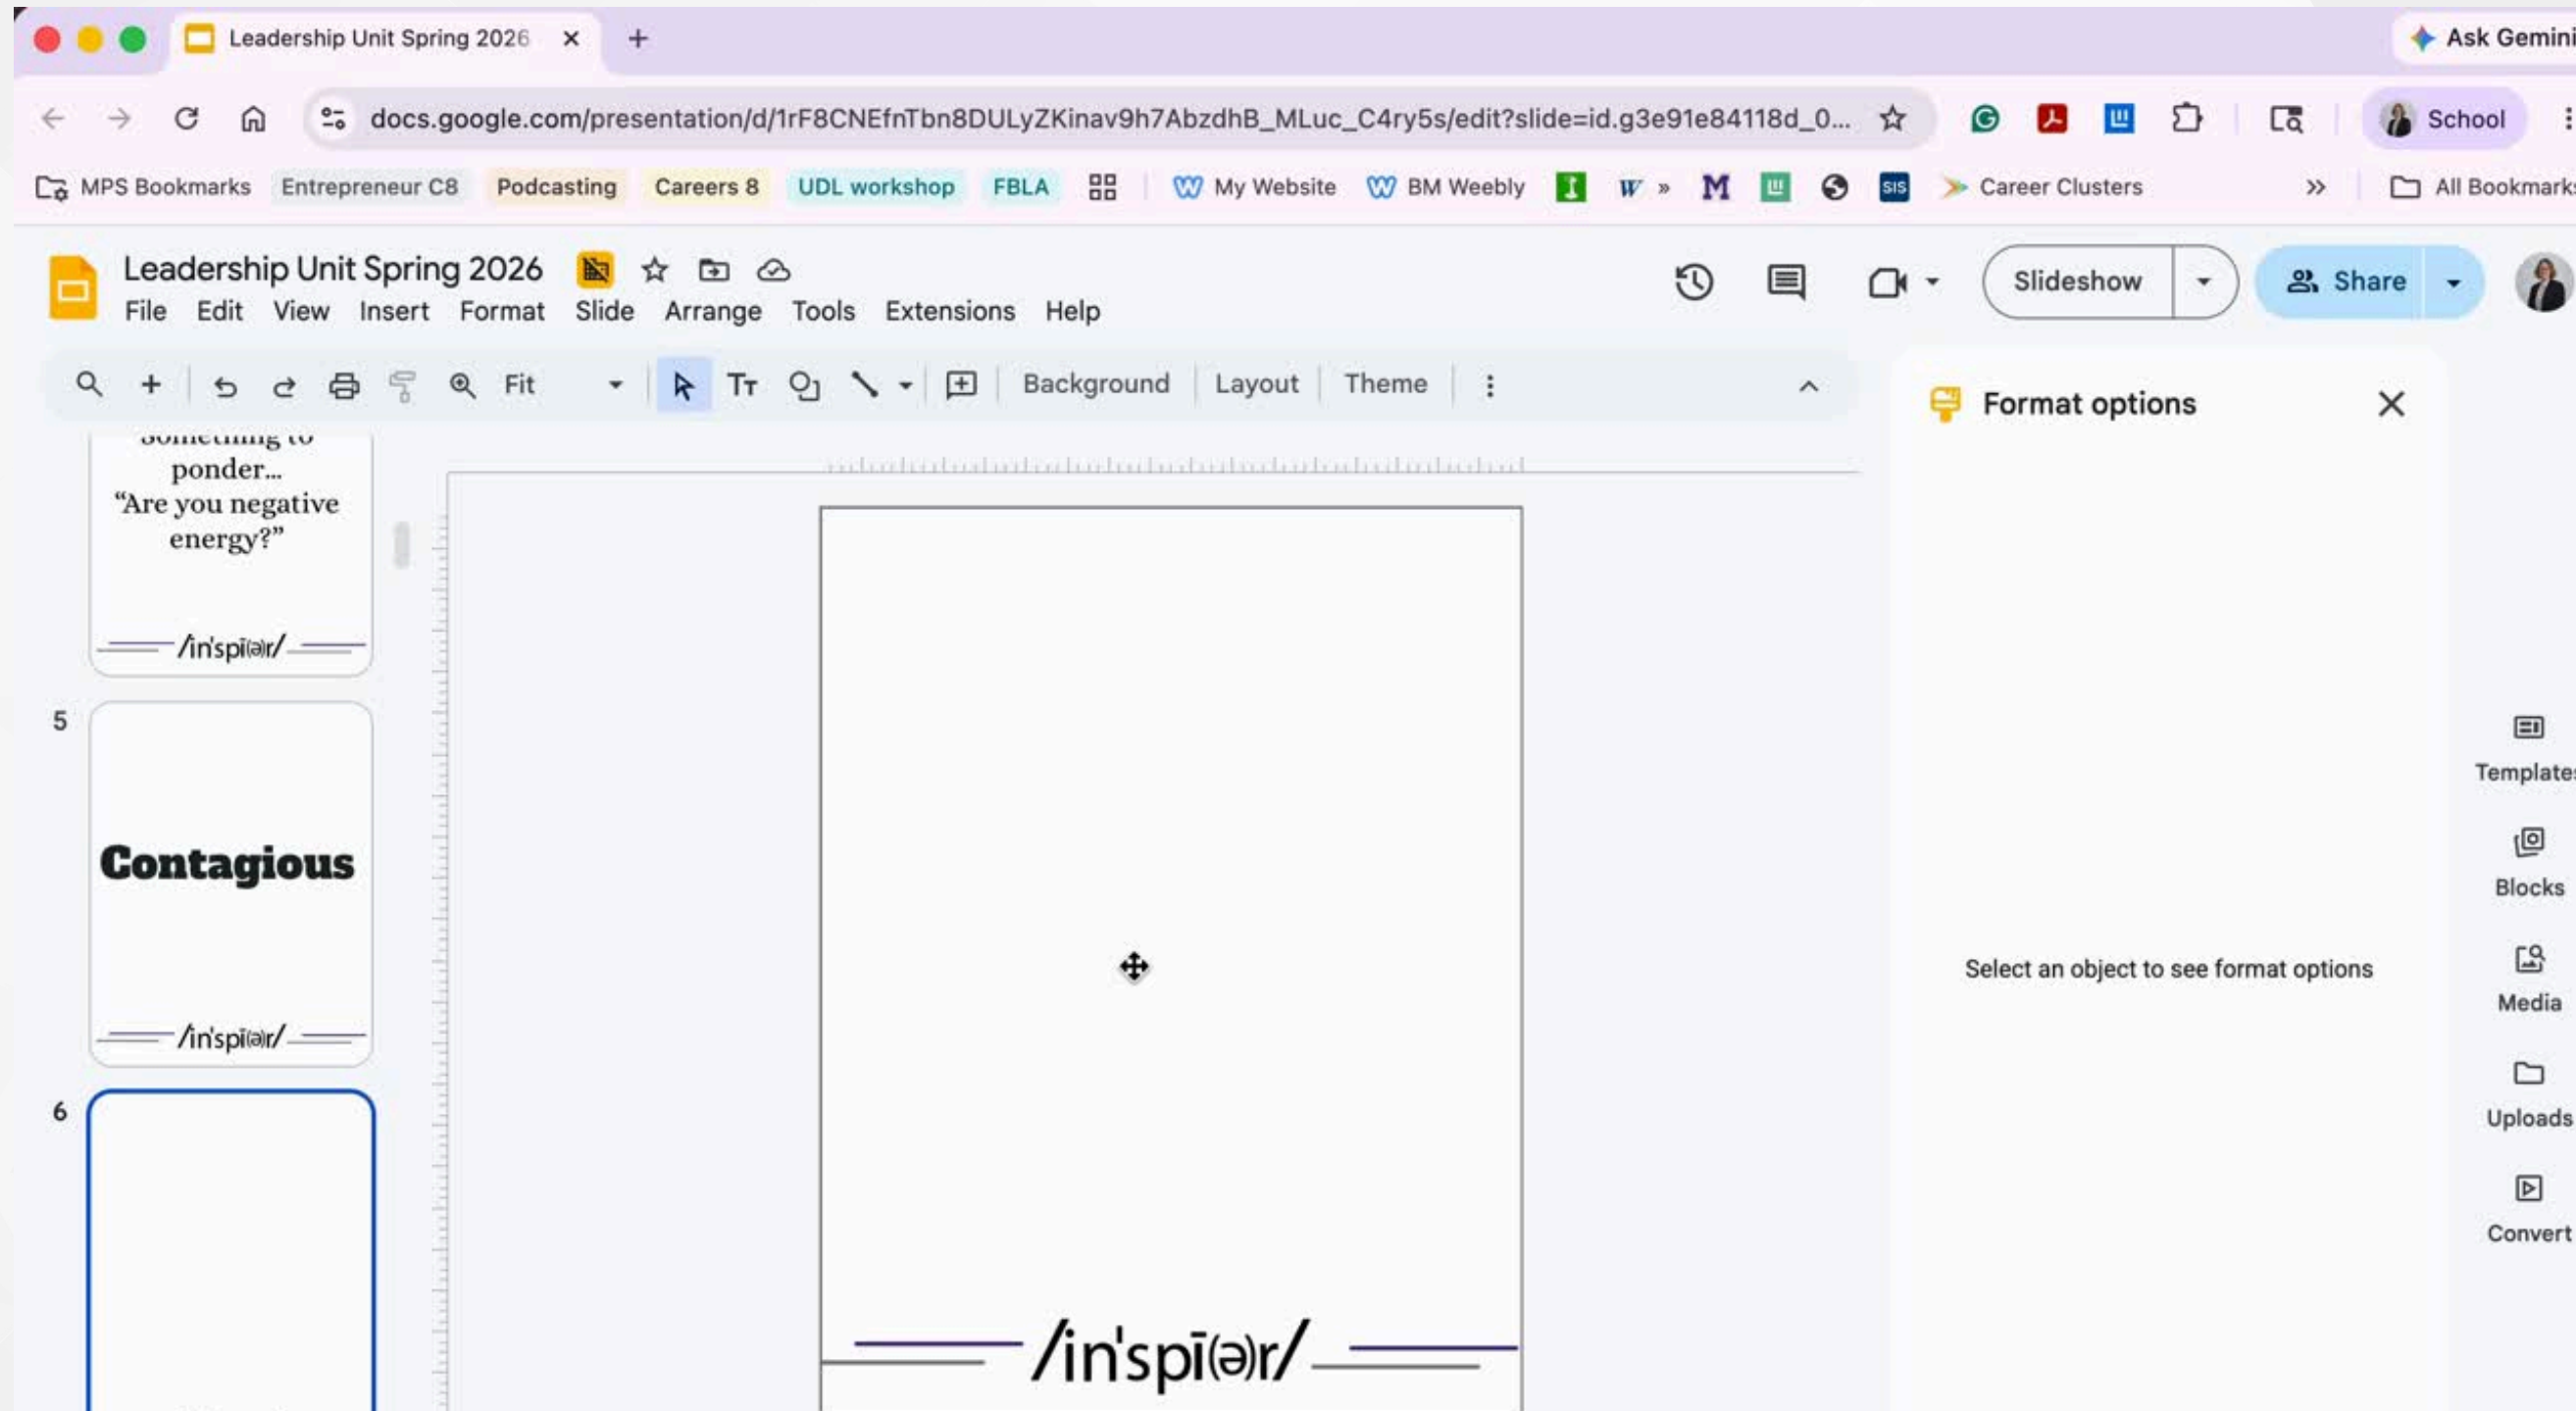 Leadership Unit Spring 2026
Ask Gemini
docs.google.com/presentation/d/1rF8CNEfnTbn8DULyZKinav9h7AbzdhB_MLuc_C4ry5s/edit?slide=id.g3e91e84118d_0...
School
MPS Bookmarks Entrepreneur C8 Podcasting Careers 8 UDL workshop FBLA My Website BM Weebly W » M SIS Career Clusters » All Bookmarks
Leadership Unit Spring 2026
File Edit View Insert Format Slide Arrange Tools Extensions Help
Slideshow Share
Fit Background Layout Theme
Format options
Something to
ponder...
“Are you negative
energy?”
/in'spī(ə)r/
5
Contagious
/in'spī(ə)r/
6
/in'spī(ə)r/
Select an object to see format options
Templates
Blocks
Media
Uploads
Convert